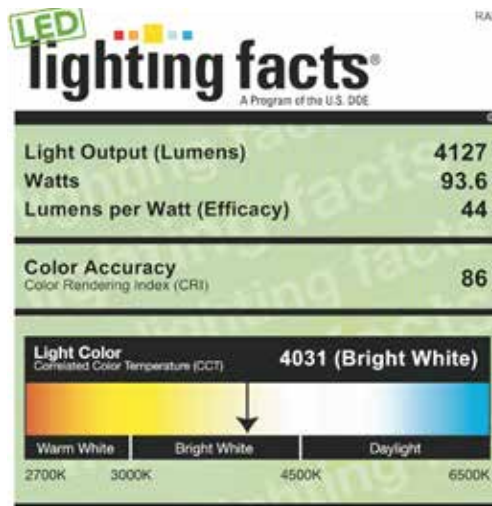 LED
RA
lighting facts®
A Program of the U.S. DOE
Light Output (Lumens) 4127
Watts 93.6
Lumens per Watt (Efficacy) 44
Color Accuracy
Color Rendering Index (CRI) 86
Light Color
Correlated Color Temperature (CCT) 4031 (Bright White)
Warm White Bright White Daylight
2700K 3000K 4500K 6500K